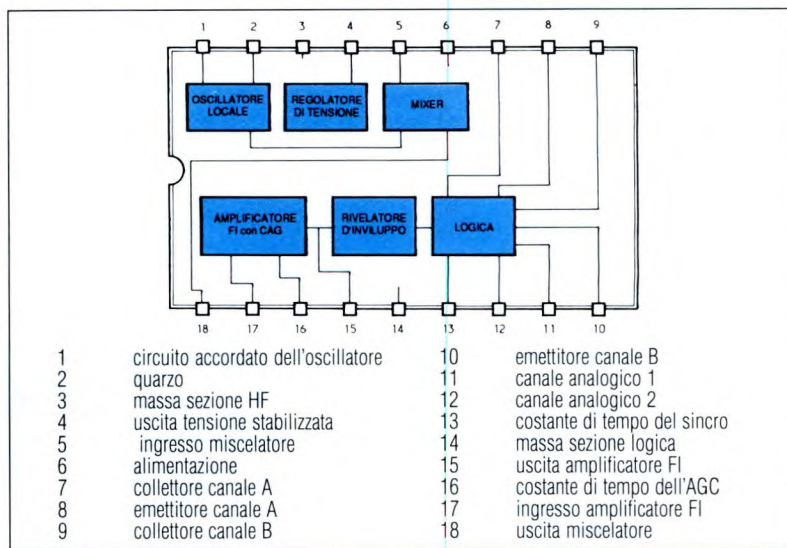 1 2 3 4 5 6 7 8 9
OSCILLATORE
LOCALE
REGOLATORE
DI TENSIONE
MIXER
AMPLIFICATORE
FI con CAG
RIVELATORE
D'INVILUPPO
LOGICA
18 17 16 15 14 13 12 11 10
1 circuito accordato dell'oscillatore
2 quarzo
3 massa sezione HF
4 uscita tensione stabilizzata
5 ingresso miscelatore
6 alimentazione
7 collettore canale A
8 emettitore canale A
9 collettore canale B
10 emettitore canale B
11 canale analogico 1
12 canale analogico 2
13 costante di tempo del sincro
14 massa sezione logica
15 uscita amplificatore FI
16 costante di tempo dell'AGC
17 ingresso amplificatore FI
18 uscita miscelatore